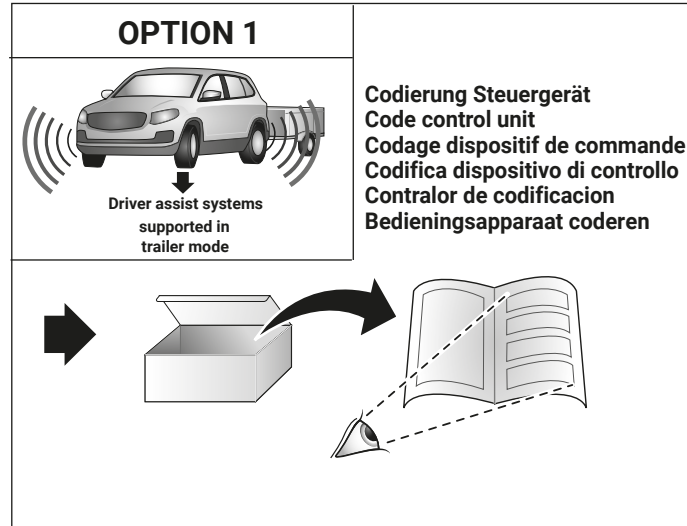 OPTION 1
Driver assist systems
supported in
trailer mode
Codierung Steuergerät
Code control unit
Codage dispositif de commande
Codifica dispositivo di controllo
Contralor de codificacion
Bedieningsapparaat coderen